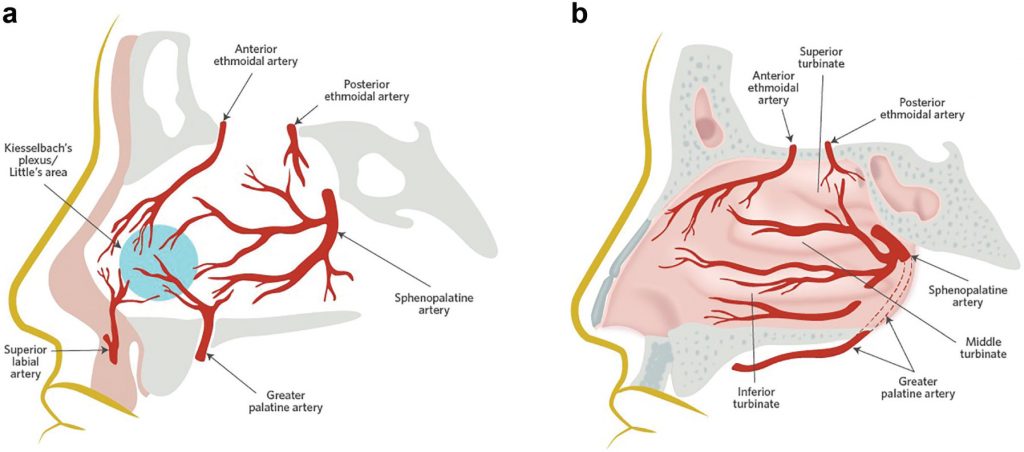 a
Anterior
ethmoidal artery
Posterior
ethmoidal artery
Kiesselbach's
plexus/
Little's area
Sphenopalatine
artery
Superior
labial
artery
Greater
palatine artery
b
Superior
turbinate
Anterior
ethmoidal
artery
Posterior
ethmoidal artery
Sphenopalatine
artery
Middle
turbinate
Greater
palatine artery
Inferior
turbinate